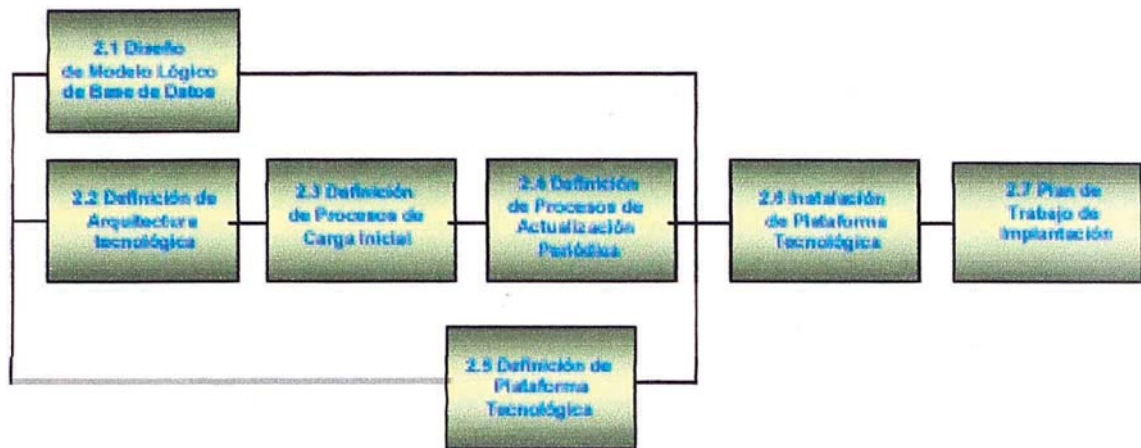 2.1 Diseño
de Modelo Lógico
de Base de Datos
2.2 Definición de
Arquitectura
tecnológica
2.3 Definición
de Procesos de
Carga Inicial
2.4 Definición
de Procesos de
Actualización
Periódica
2.5 Definición de
Plataforma
Tecnológica
2.6 Instalación
de Plataforma
Tecnológica
2.7 Plan de
Trabajo de
Implantación